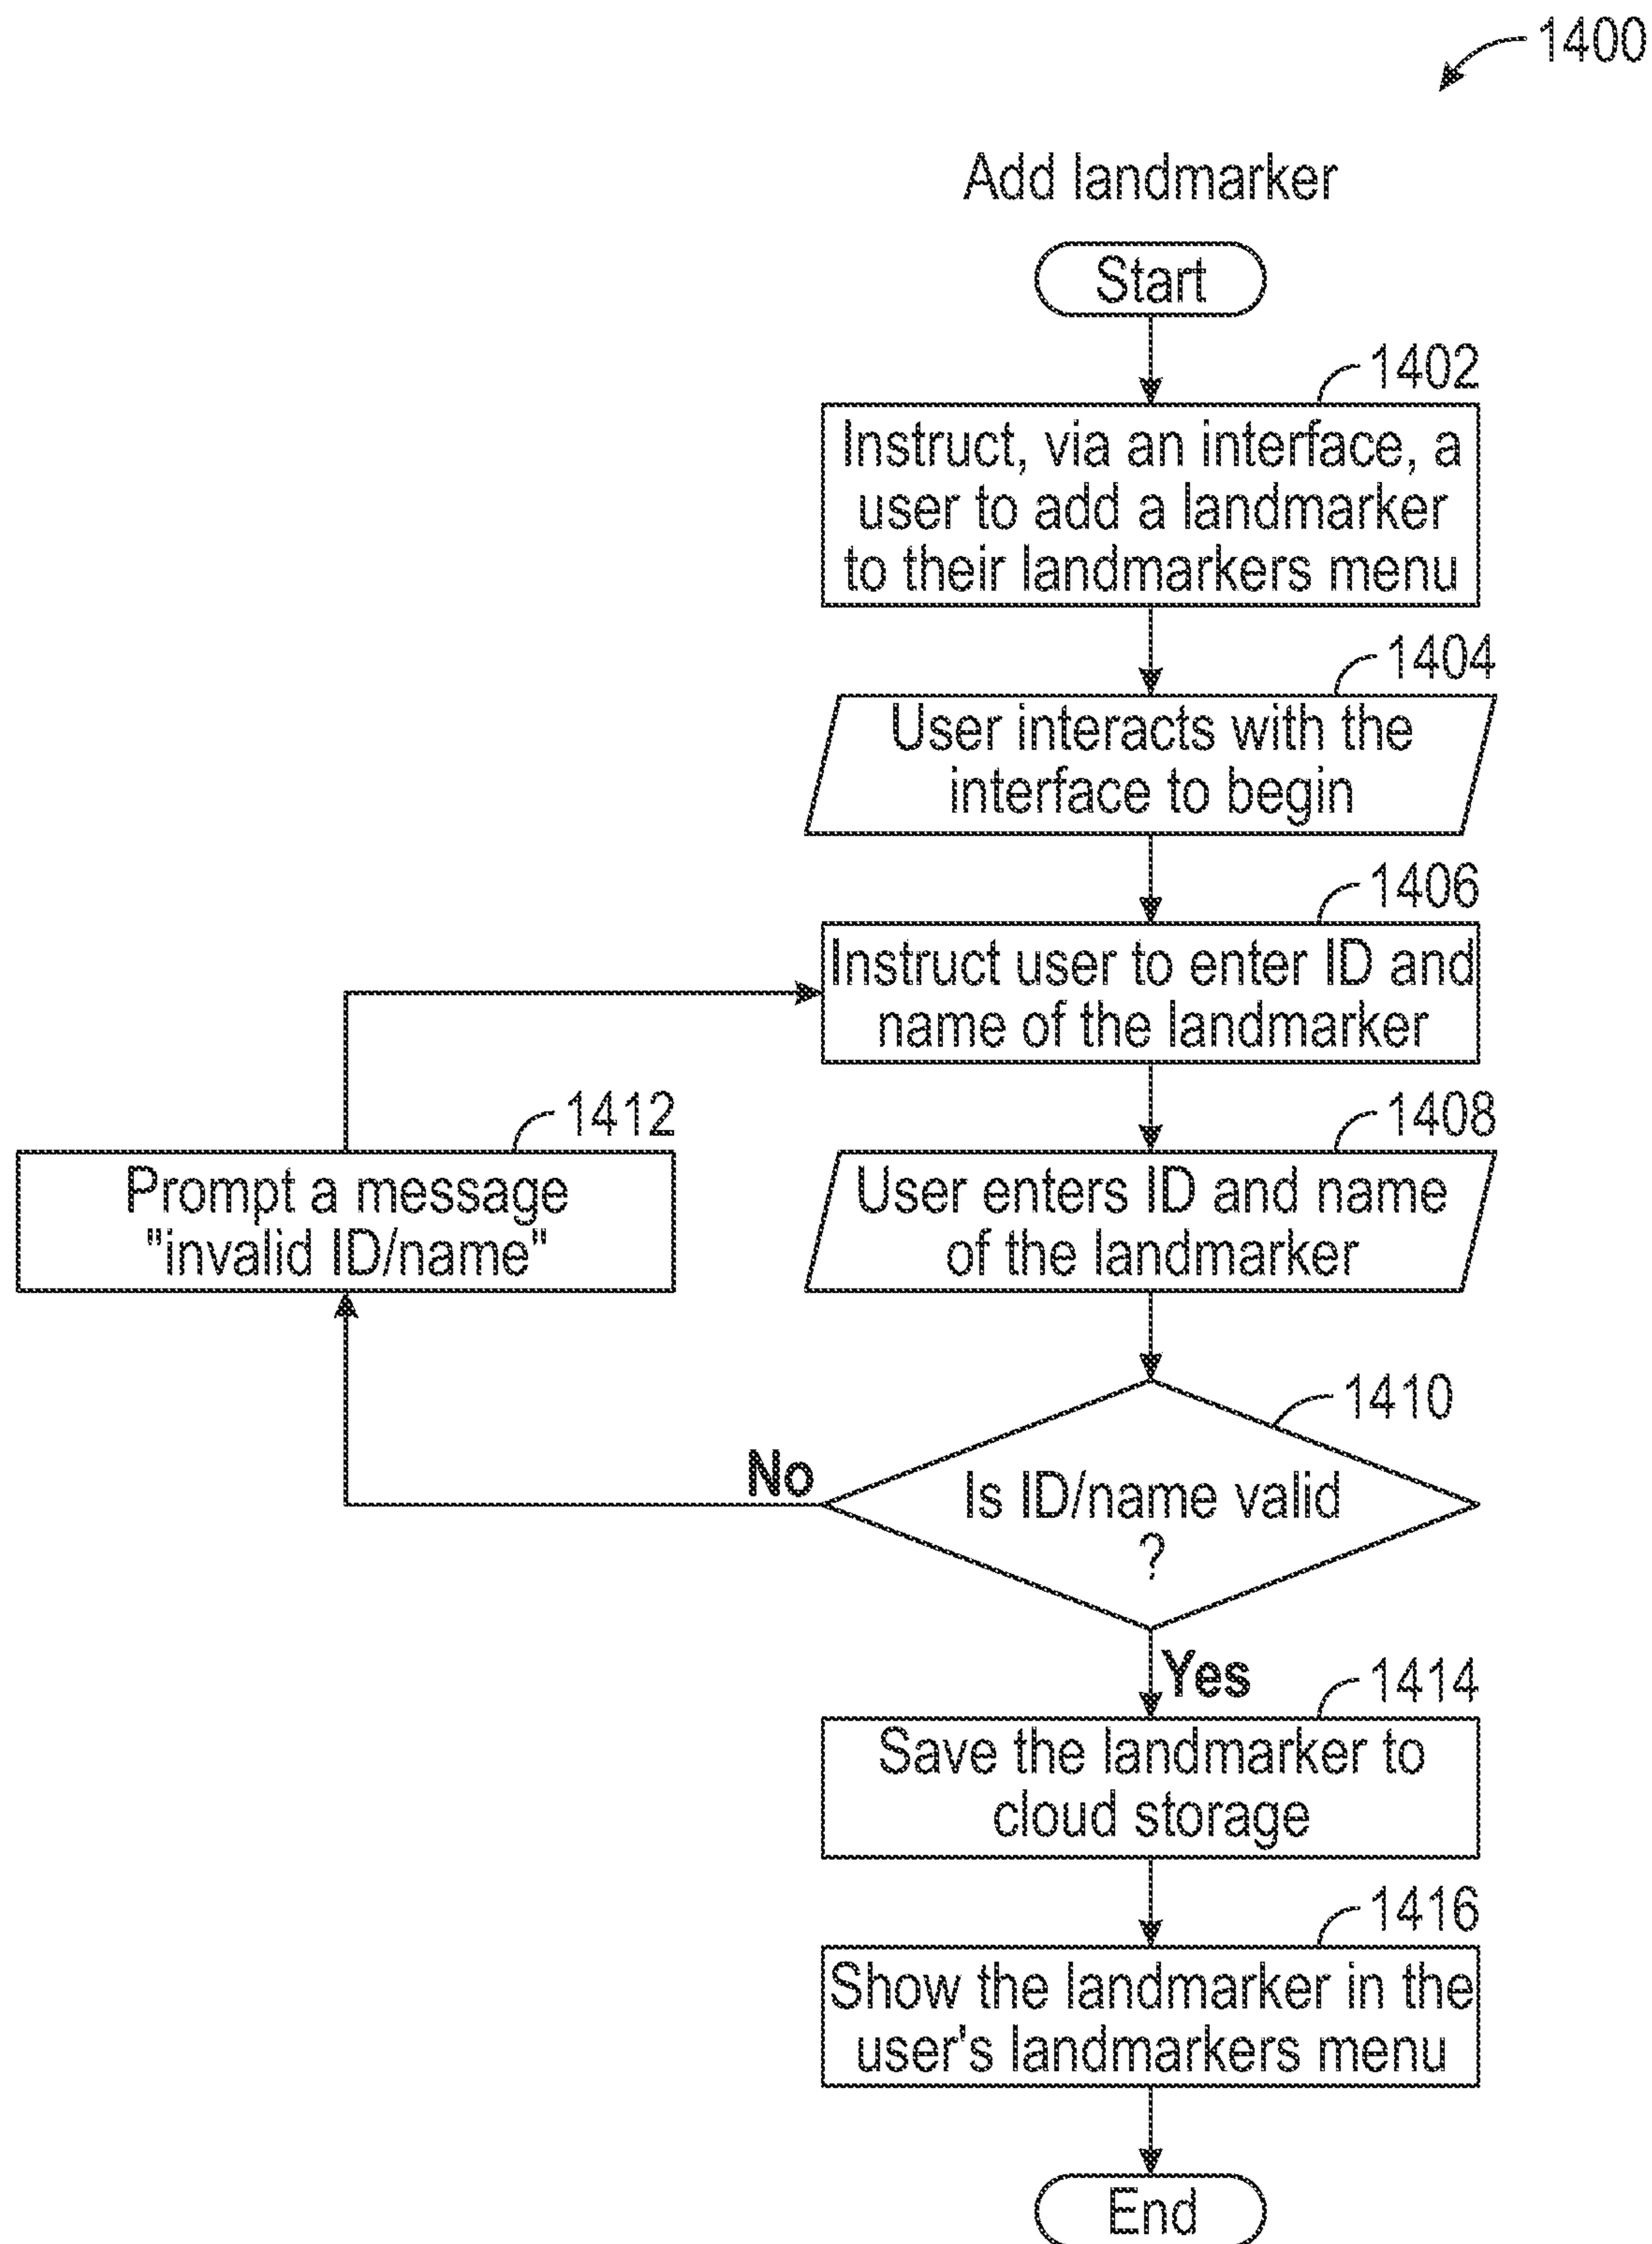 1400
Add landmarker
Start
1402
Instruct, via an interface, a
user to add a landmarker
to their landmarkers menu
1404
User interacts with the
interface to begin
1406
Instruct user to enter ID and
name of the landmarker
1412
Prompt a message
"invalid ID/name"
1408
User enters ID and name
of the landmarker
1410
No
Is ID/name valid
?
Yes
1414
Save the landmarker to
cloud storage
1416
Show the landmarker in the
user's landmarkers menu
End